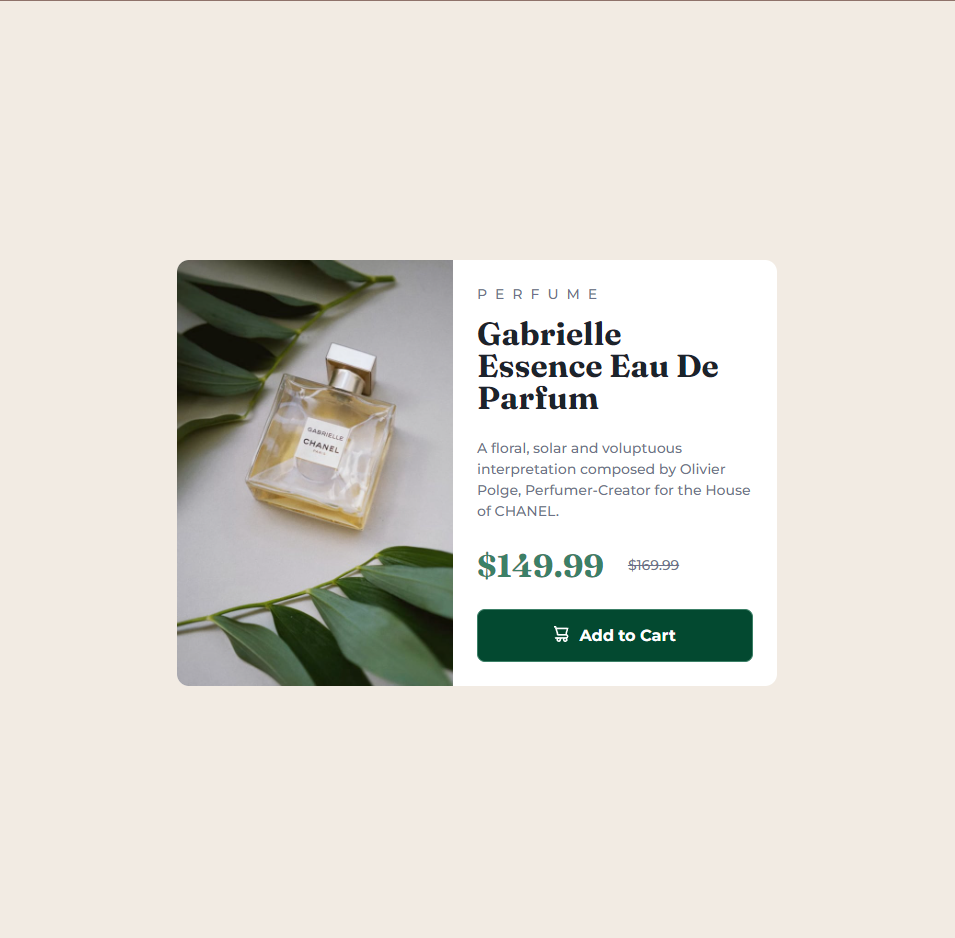 PERFUME
Gabrielle
Essence Eau De
Parfum
A floral, solar and voluptuous
interpretation composed by Olivier
Polge, Perfumer-Creator for the House
of CHANEL.
$149.99 $169.99
Add to Cart
GABRIELLE
CHANEL
PARIS